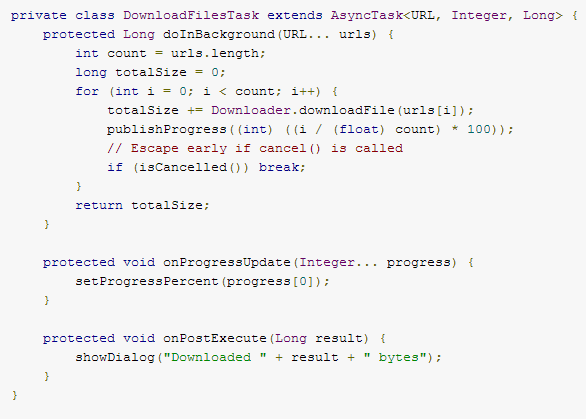 private class DownloadFilesTask extends AsyncTask<URL, Integer, Long> {
    protected Long doInBackground(URL... urls) {
        int count = urls.length;
        long totalSize = 0;
        for (int i = 0; i < count; i++) {
            totalSize += Downloader.downloadFile(urls[i]);
            publishProgress((int) ((i / (float) count) * 100));
            // Escape early if cancel() is called
            if (isCancelled()) break;
        }
        return totalSize;
    }

    protected void onProgressUpdate(Integer... progress) {
        setProgressPercent(progress[0]);
    }

    protected void onPostExecute(Long result) {
        showDialog("Downloaded " + result + " bytes");
    }
}